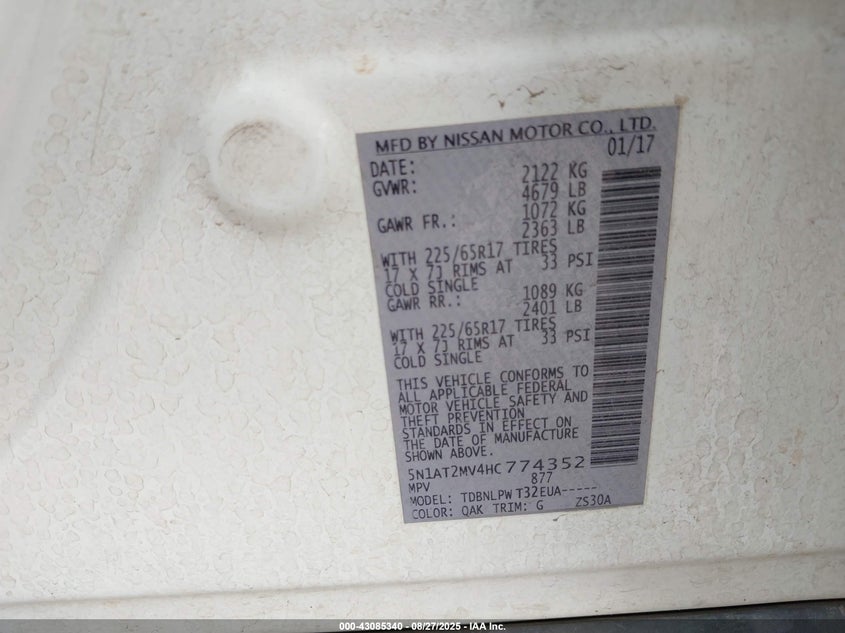 MFD BY NISSAN MOTOR CO., LTD.
DATE: 01/17
GVWR: 2122 KG
4679 LB
GAWR FR.: 1072 KG
2363 LB
WITH 225/65R17 TIRES
17 X 7J RIMS AT 33 PSI
COLD SINGLE
GAWR RR.: 1089 KG
2401 LB
WITH 225/65R17 TIRES
17 X 7J RIMS AT 33 PSI
COLD SINGLE
THIS VEHICLE CONFORMS TO
ALL APPLICABLE FEDERAL
MOTOR VEHICLE SAFETY AND
THEFT PREVENTION
STANDARDS IN EFFECT ON
THE DATE OF MANUFACTURE
SHOWN ABOVE.
5N1AT2MV4HC774352
MPV 877
MODEL: TDBNLPW T32EUA-----
COLOR: QAK TRIM: G ZS30A
000-43085340 - 08/27/2025 - IAA Inc.